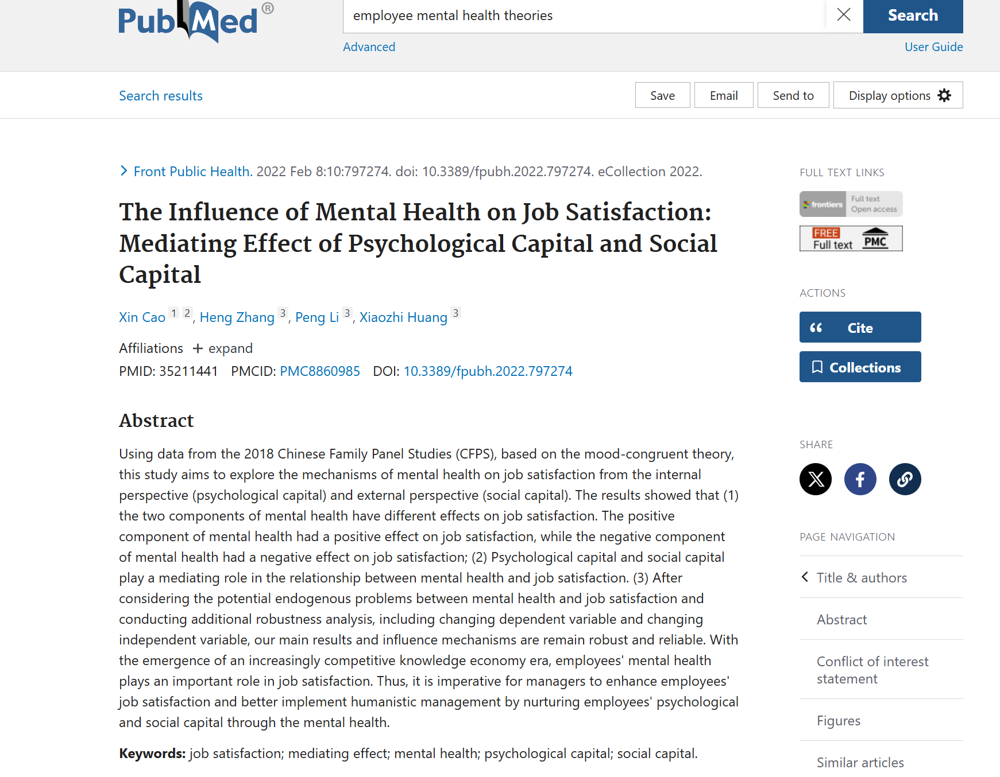 PubMed®
employee mental health theories
Search
Advanced
User Guide
Search results
Save
Email
Send to
Display options
Front Public Health. 2022 Feb 8:10:797274. doi: 10.3389/fpubh.2022.797274. eCollection 2022.
The Influence of Mental Health on Job Satisfaction:
Mediating Effect of Psychological Capital and Social
Capital
Xin Cao 1 2, Heng Zhang 3, Peng Li 3, Xiaozhi Huang 3
Affiliations + expand
PMID: 35211441 PMCID: PMC8860985 DOI: 10.3389/fpubh.2022.797274
Abstract
Using data from the 2018 Chinese Family Panel Studies (CFPS), based on the mood-congruent theory,
this study aims to explore the mechanisms of mental health on job satisfaction from the internal
perspective (psychological capital) and external perspective (social capital). The results showed that (1)
the two components of mental health have different effects on job satisfaction. The positive
component of mental health had a positive effect on job satisfaction, while the negative component
of mental health had a negative effect on job satisfaction; (2) Psychological capital and social capital
play a mediating role in the relationship between mental health and job satisfaction. (3) After
considering the potential endogenous problems between mental health and job satisfaction and
conducting additional robustness analysis, including changing dependent variable and changing
independent variable, our main results and influence mechanisms are remain robust and reliable. With
the emergence of an increasingly competitive knowledge economy era, employees' mental health
plays an important role in job satisfaction. Thus, it is imperative for managers to enhance employees'
job satisfaction and better implement humanistic management by nurturing employees' psychological
and social capital through the mental health.
Keywords: job satisfaction; mediating effect; mental health; psychological capital; social capital.
FULL TEXT LINKS
frontiers
Full text
Open access
FREE
Full text
PMC
ACTIONS
Cite
Collections
SHARE
PAGE NAVIGATION
Title & authors
Abstract
Conflict of interest
statement
Figures
Similar articles